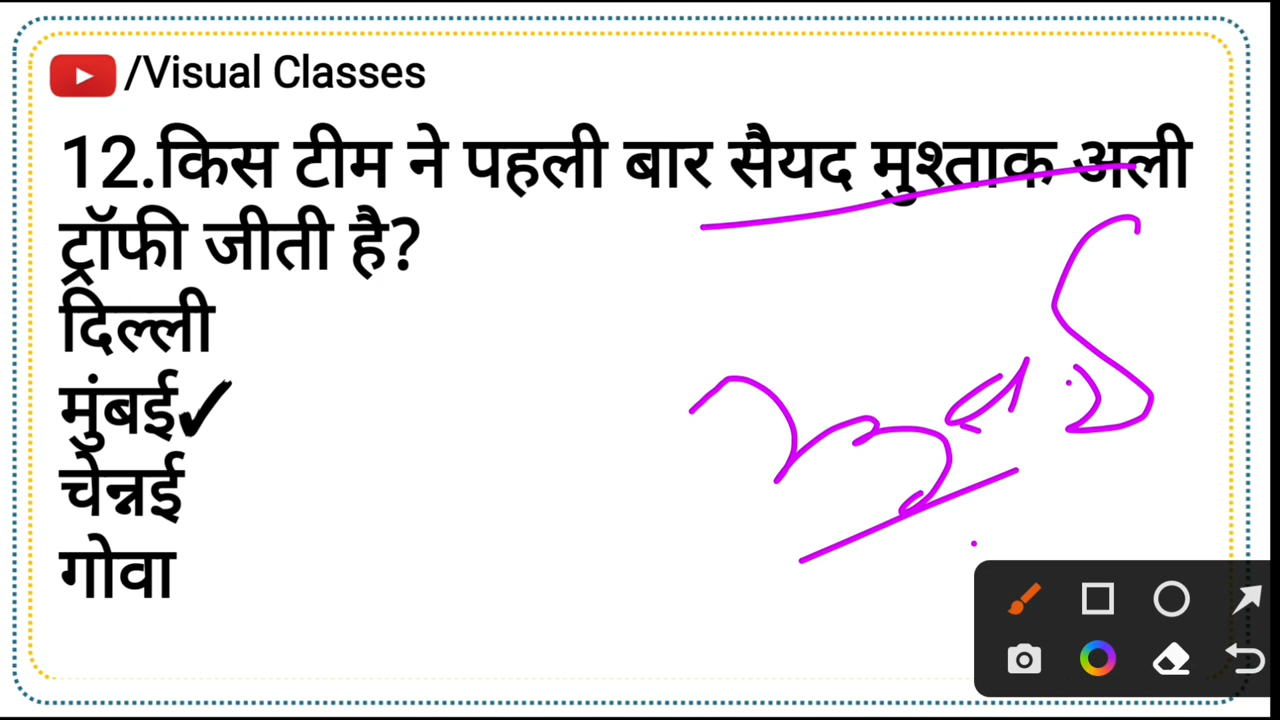 /Visual Classes
12.किस टीम ने पहली बार सैयद मुश्ताक अली
ट्रॉफी जीती है?
दिल्ली
मुंबई✓
चेन्नई
गोवा